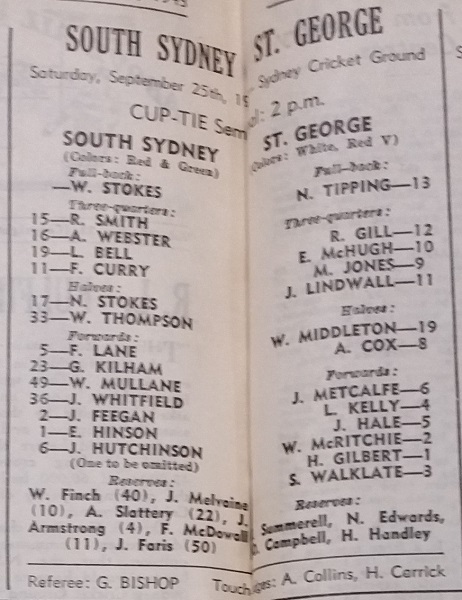 SOUTH SYDNEY
Saturday, September 25th,
CUP-TIE
SOUTH SYDNEY
(Colors: Red & Green)
Full-back:
—W. STOKES
Three-quarters:
15—R. SMITH
16—A. WEBSTER
19—L. BELL
11—F. CURRY
Halves:
17—N. STOKES
33—W. THOMPSON
Forwards:
5—F. LANE
23—G. KILHAM
49—W. MULLANE
36—J. WHITFIELD
2—J. FEEGAN
1—E. HINSON
6—J. HUTCHINSON
(One to be omitted)
Reserves:
W. Finch (40), J. Melvaine
(10), A. Slattery (22), J.
Armstrong (4), F. McDowall
(11), J. Faris (50)
Referee: G. BISHOP
ST. GEORGE
Sydney Cricket Ground
2 p.m.
ST. GEORGE
White, Red V)
Full-back:
N. TIPPING—13
Three-quarters:
R. GILL—12
E. McHUGH—10
M. JONES—9
J. LINDWALL—11
Halves:
W. MIDDLETON—19
A. COX—8
Forwards:
J. METCALFE—6
L. KELLY—4
J. HALE—5
W. McRITCHIE—2
H. GILBERT—1
S. WALKLATE—3
Reserves:
Summerell, N. Edwards,
Campbell, H. Handley
A. Collins, H. Carrick